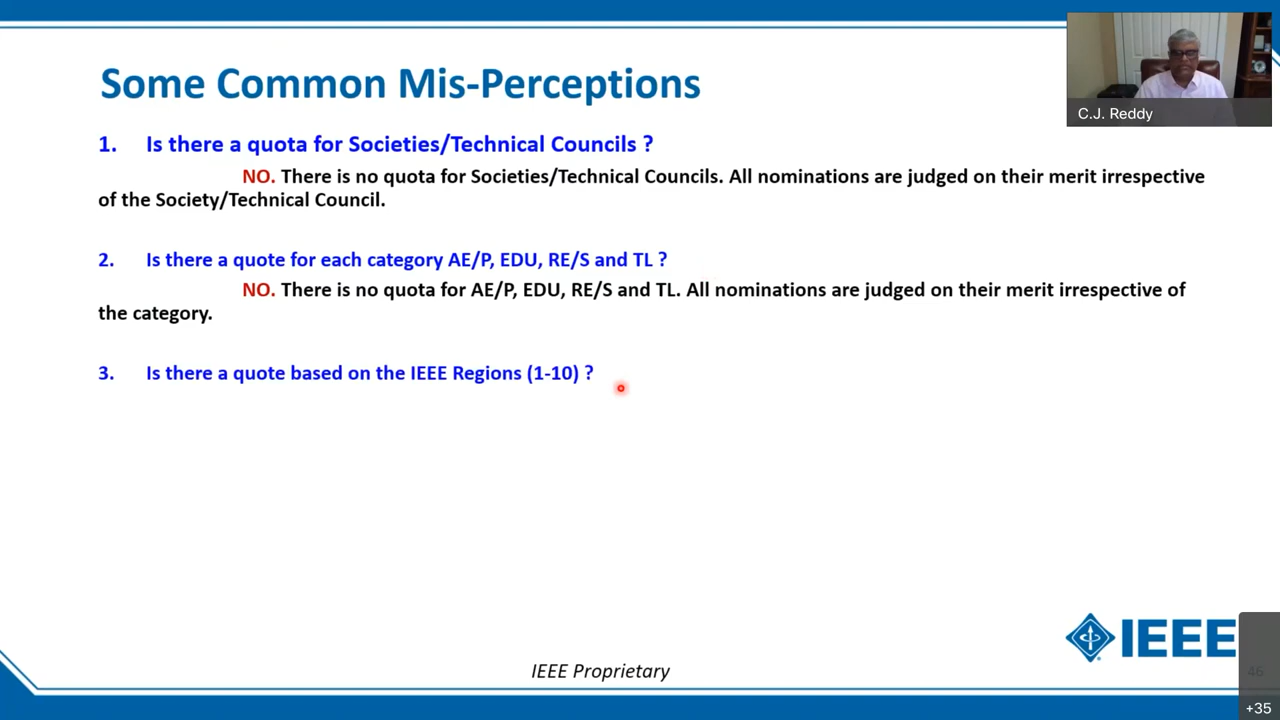 Some Common Mis-Perceptions
C.J. Reddy
1. Is there a quota for Societies/Technical Councils ?
NO. There is no quota for Societies/Technical Councils. All nominations are judged on their merit irrespective
of the Society/Technical Council.
2. Is there a quote for each category AE/P, EDU, RE/S and TL ?
NO. There is no quota for AE/P, EDU, RE/S and TL. All nominations are judged on their merit irrespective of
the category.
3. Is there a quote based on the IEEE Regions (1-10) ?
IEEE
IEEE Proprietary
46
+35